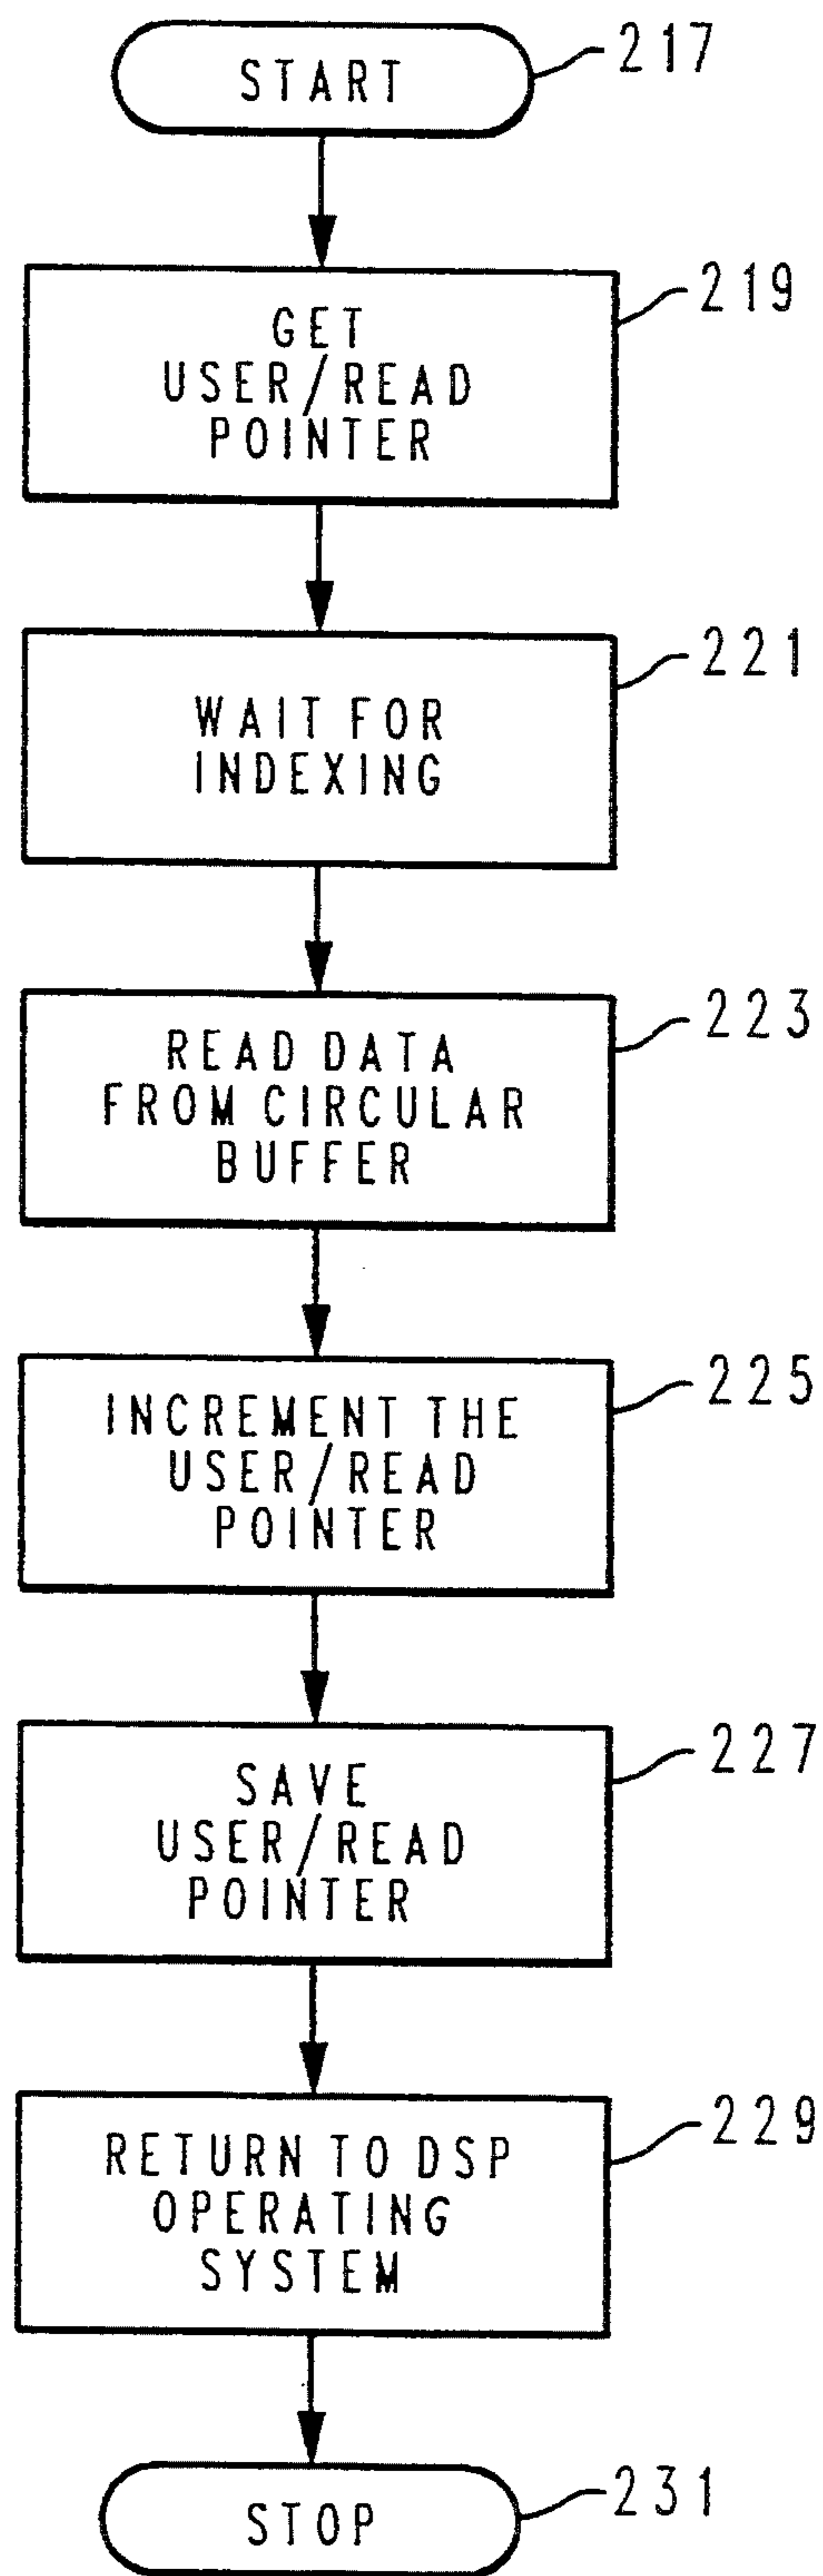 START
217
GET
USER/READ
POINTER
219
WAIT FOR
INDEXING
221
READ DATA
FROM CIRCULAR
BUFFER
223
INCREMENT THE
USER/READ
POINTER
225
SAVE
USER/READ
POINTER
227
RETURN TO DSP
OPERATING
SYSTEM
229
STOP
231